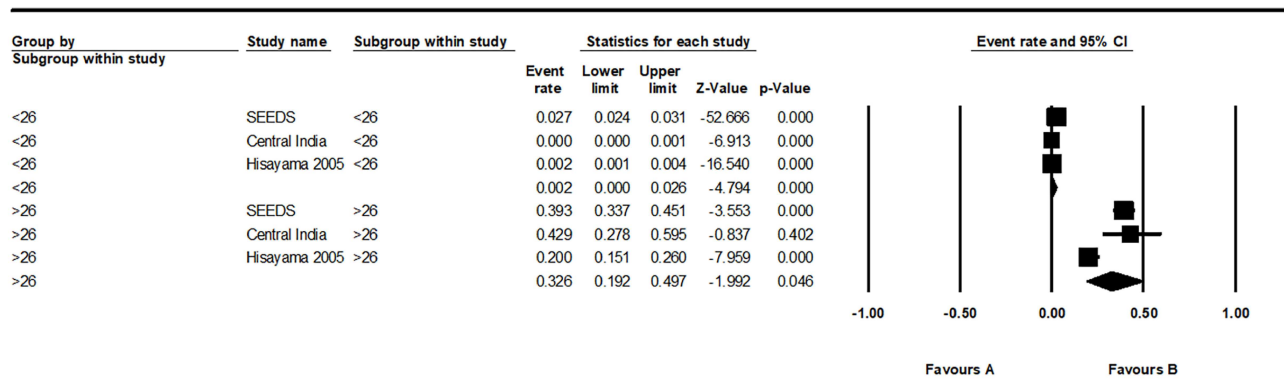 Group by Study name Subgroup within study Statistics for each study Event rate and 95% CI
Subgroup within study
Event Lower Upper
rate limit limit Z-Value p-Value
<26 SEEDS <26 0.027 0.024 0.031 -52.666 0.000
<26 Central India <26 0.000 0.000 0.001 -6.913 0.000
<26 Hisayama 2005 <26 0.002 0.001 0.004 -16.540 0.000
<26 0.002 0.000 0.026 -4.794 0.000
>26 SEEDS >26 0.393 0.337 0.451 -3.553 0.000
>26 Central India >26 0.429 0.278 0.595 -0.837 0.402
>26 Hisayama 2005 >26 0.200 0.151 0.260 -7.959 0.000
>26 0.326 0.192 0.497 -1.992 0.046
-1.00 -0.50 0.00 0.50 1.00
Favours A Favours B